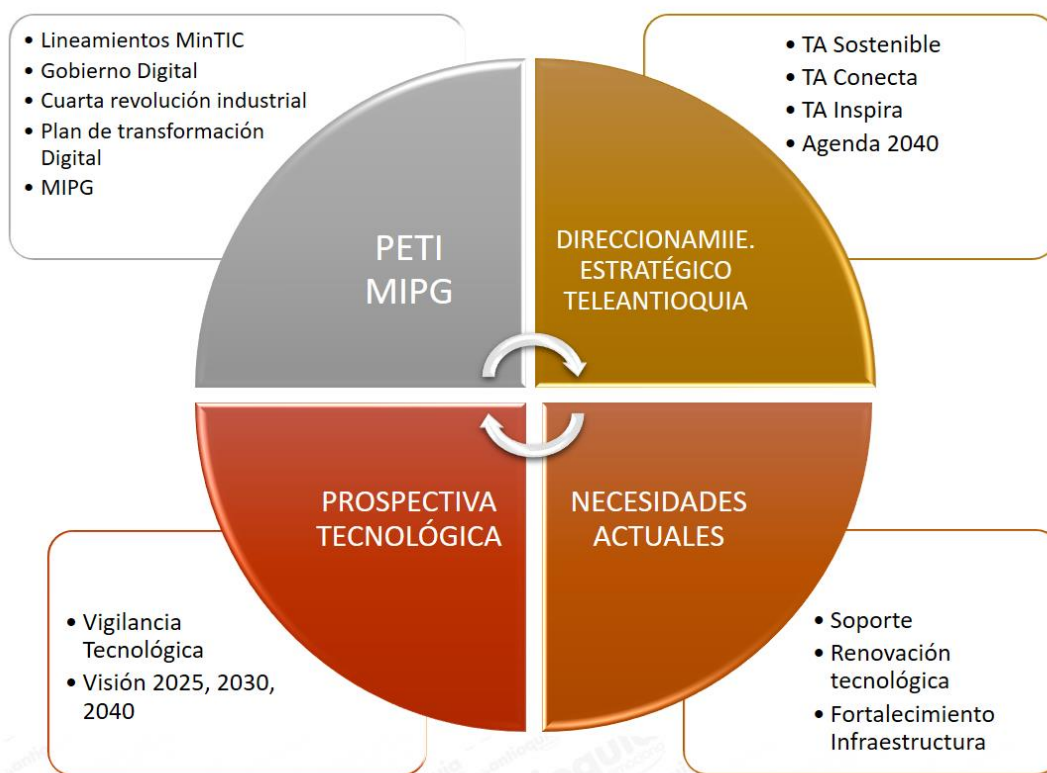 • Lineamientos MinTIC
• Gobierno Digital
• Cuarta revolución industrial
• Plan de transformación
Digital
• MIPG
• TA Sostenible
• TA Conecta
• TA Inspira
• Agenda 2040
PETI
MIPG
DIRECCIONAMIIE.
ESTRATÉGICO
TELEANTIOQUIA
PROSPECTIVA
TECNOLÓGICA
NECESIDADES
ACTUALES
• Vigilancia
Tecnológica
• Visión 2025, 2030,
2040
• Soporte
• Renovación
tecnológica
• Fortalecimiento
Infraestructura